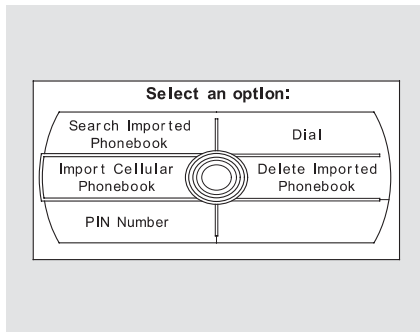 Select an option:
Search Imported
Phonebook
Dial
Import Cellular
Phonebook
Delete Imported
Phonebook
PIN Number